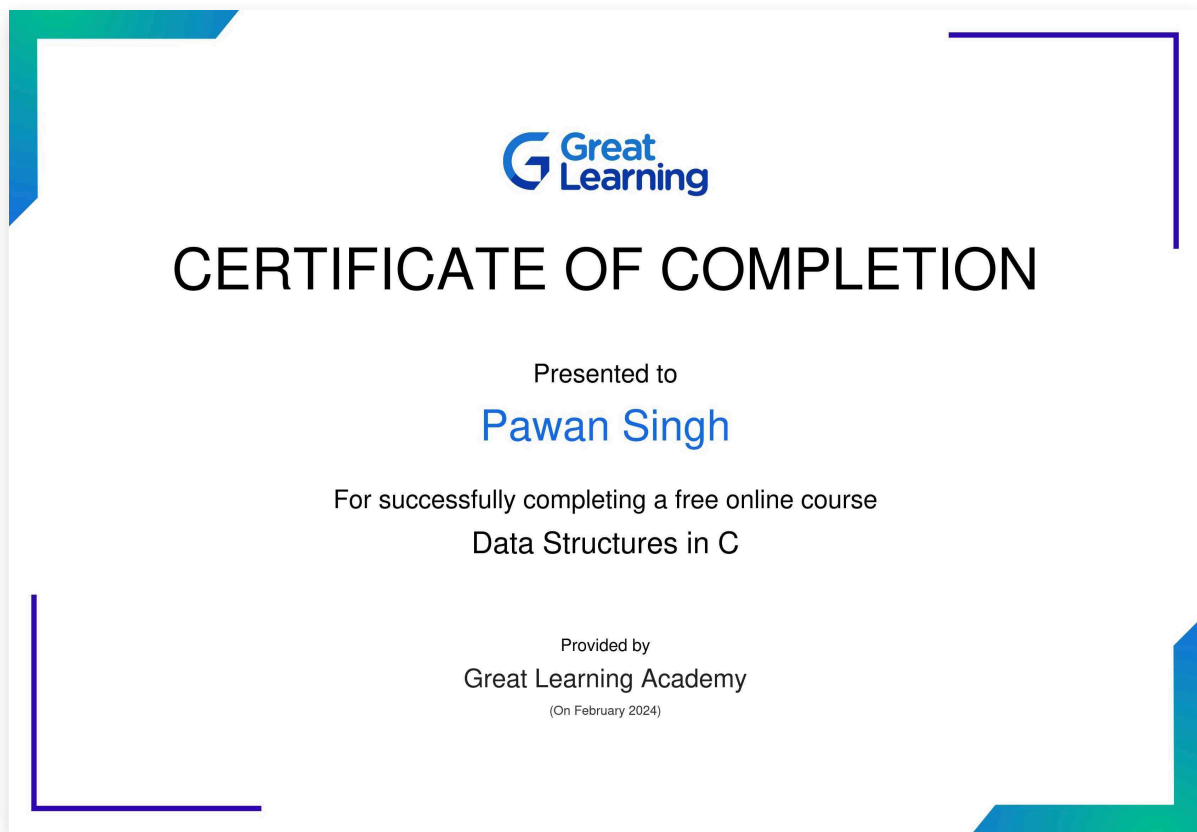 Great
Learning
CERTIFICATE OF COMPLETION
Presented to
Pawan Singh
For successfully completing a free online course
Data Structures in C
Provided by
Great Learning Academy
(On February 2024)